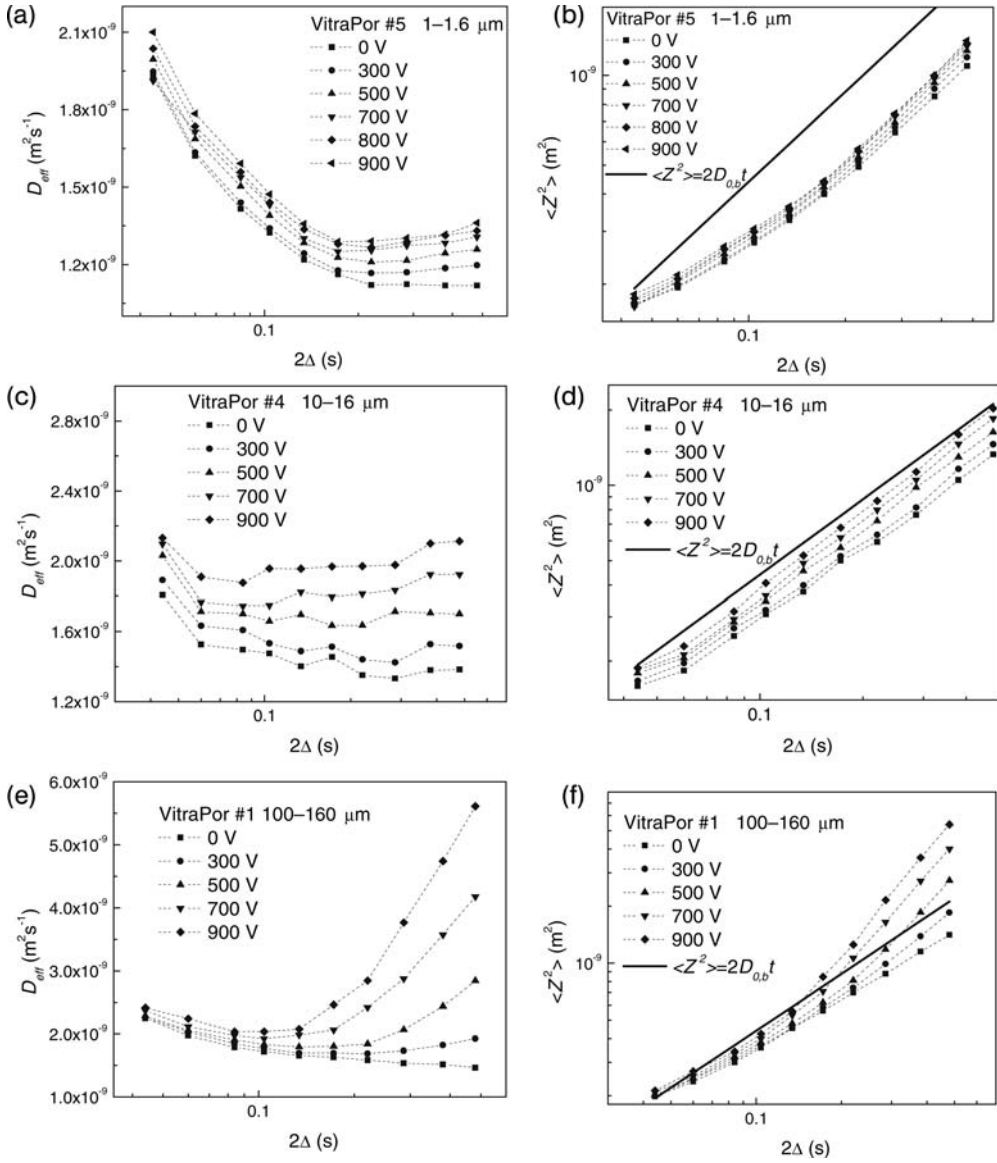 (a)
VitraPor #5 1–1.6 μm
0 V
300 V
500 V
700 V
800 V
900 V
2.1x10⁻⁹
1.8x10⁻⁹
1.5x10⁻⁹
1.2x10⁻⁹
D_eff (m²s⁻¹)
0.1
2Δ (s)
(b)
VitraPor #5 1–1.6 μm
0 V
300 V
500 V
700 V
800 V
900 V
<Z²>=2D₀,bt
10⁻⁹
<Z²> (m²)
0.1
2Δ (s)
(c)
VitraPor #4 10–16 μm
0 V
300 V
500 V
700 V
900 V
2.8x10⁻⁹
2.4x10⁻⁹
2.0x10⁻⁹
1.6x10⁻⁹
1.2x10⁻⁹
D_eff (m²s⁻¹)
0.1
2Δ (s)
(d)
VitraPor #4 10–16 μm
0 V
300 V
500 V
700 V
900 V
<Z²>=2D₀,bt
10⁻⁹
<Z²> (m²)
0.1
2Δ (s)
(e)
VitraPor #1 100–160 μm
0 V
300 V
500 V
700 V
900 V
6.0x10⁻⁹
5.0x10⁻⁹
4.0x10⁻⁹
3.0x10⁻⁹
2.0x10⁻⁹
1.0x10⁻⁹
D_eff (m²s⁻¹)
0.1
2Δ (s)
(f)
VitraPor #1 100–160 μm
0 V
300 V
500 V
700 V
900 V
<Z²>=2D₀,bt
10⁻⁹
<Z²> (m²)
0.1
2Δ (s)